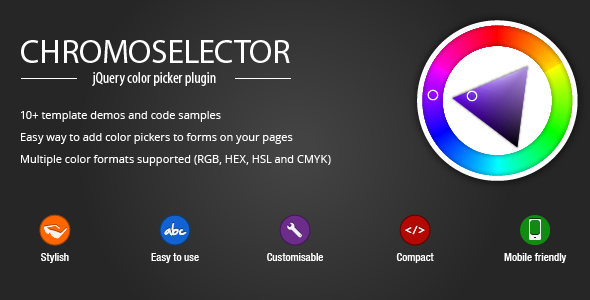 CHROMOSELECTOR
jQuery color picker plugin
10+ template demos and code samples
Easy way to add color pickers to forms on your pages
Multiple color formats supported (RGB, HEX, HSL and CMYK)
abc
</>
Stylish
Easy to use
Customisable
Compact
Mobile friendly